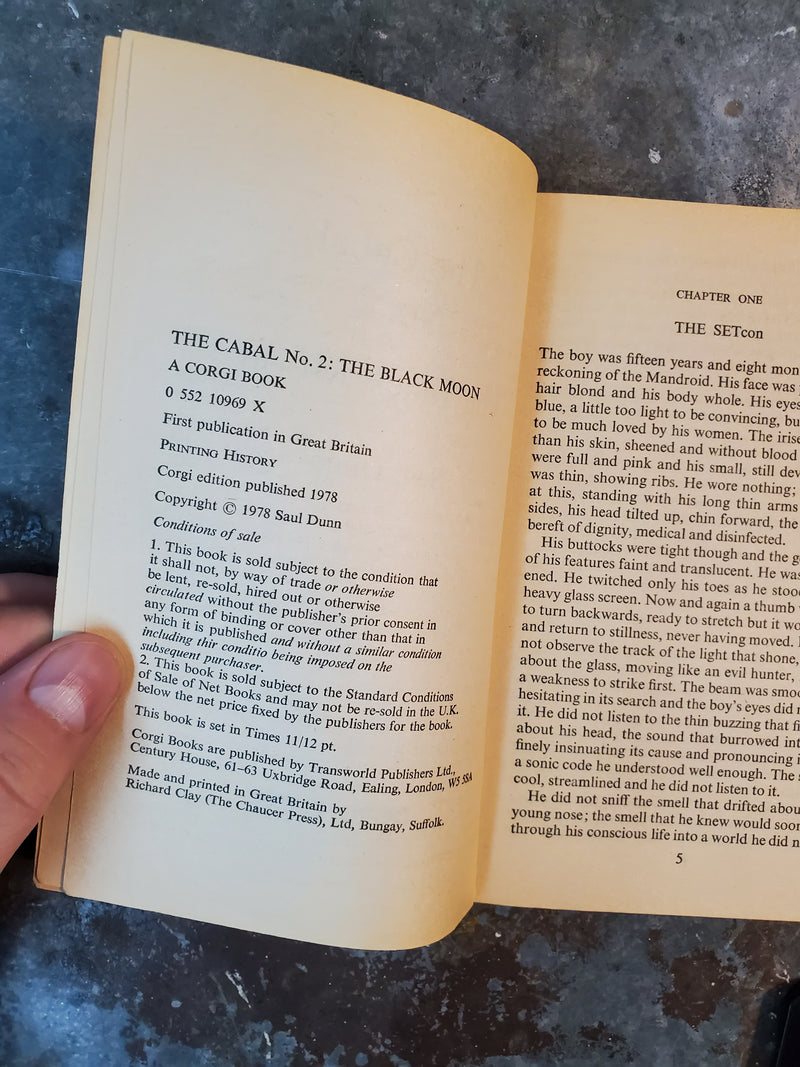 THE CABAL No. 2: THE BLACK MOON
A CORGI BOOK
0 552 10969 X
First publication in Great Britain
PRINTING HISTORY
Corgi edition published 1978
Copyright © 1978 Saul Dunn
Conditions of sale
1. This book is sold subject to the condition that
it shall not, by way of trade or otherwise
be lent, re-sold, hired out or otherwise
circulated without the publisher's prior consent in
any form of binding or cover other than that in
which it is published and without a similar condition
including thir conditio being imposed on the
subsequent purchaser.
2. This book is sold subject to the Standard Conditions
of Sale of Net Books and may not be re-sold in the U.K.
below the net price fixed by the publishers for the book.
This book is set in Times 11/12 pt.
Corgi Books are published by Transworld Publishers Ltd.,
Century House, 61–63 Uxbridge Road, Ealing, London, W5 5SA
Made and printed in Great Britain by
Richard Clay (The Chaucer Press), Ltd, Bungay, Suffolk.
CHAPTER ONE
THE SETcon
The boy was fifteen years and eight mon
reckoning of the Mandroid. His face was
hair blond and his body whole. His eyes
blue, a little too light to be convincing, bu
to be much loved by his women. The irise
than his skin, sheened and without blood
were full and pink and his small, still dev
was thin, showing ribs. He wore nothing;
at this, standing with his long thin arms
sides, his head tilted up, chin forward, the
bereft of dignity, medical and disinfected.
His buttocks were tight though and the g
of his features faint and translucent. He was
ened. He twitched only his toes as he stoo
heavy glass screen. Now and again a thumb
to turn backwards, ready to stretch but it wo
and return to stillness, never having moved.
not observe the track of the light that shone,
about the glass, moving like an evil hunter,
a weakness to strike first. The beam was smoo
hesitating in its search and the boy's eyes did
it. He did not listen to the thin buzzing that fi
about his head, the sound that burrowed int
finely insinuating its cause and pronouncing i
a sonic code he understood well enough. The
cool, streamlined and he did not listen to it.
He did not sniff the smell that drifted abou
young nose; the smell that he knew would soon
through his conscious life into a world he did n
5